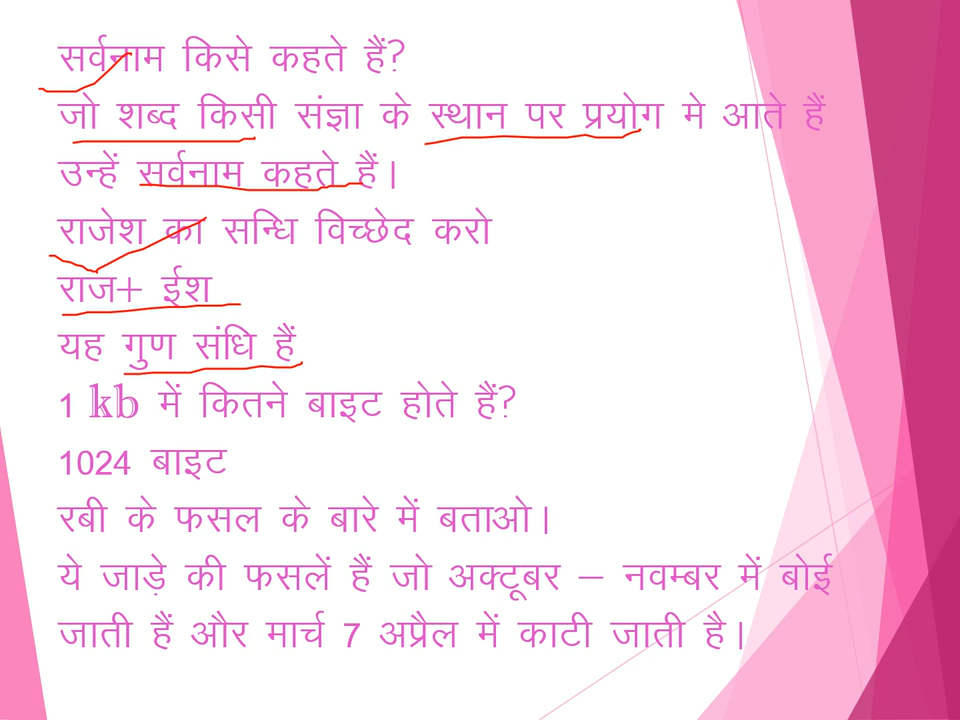 सर्वनाम किसे कहते हैं?
जो शब्द किसी संज्ञा के स्थान पर प्रयोग मे आते हैं
उन्हें सर्वनाम कहते हैं।
राजेश का सन्धि विच्छेद करो
राज+ ईश
यह गुण संधि हैं
1 kb में कितने बाइट होते हैं?
1024 बाइट
रबी के फसल के बारे में बताओ।
ये जाड़े की फसलें हैं जो अक्टूबर – नवम्बर में बोई
जाती हैं और मार्च 7 अप्रैल में काटी जाती है।